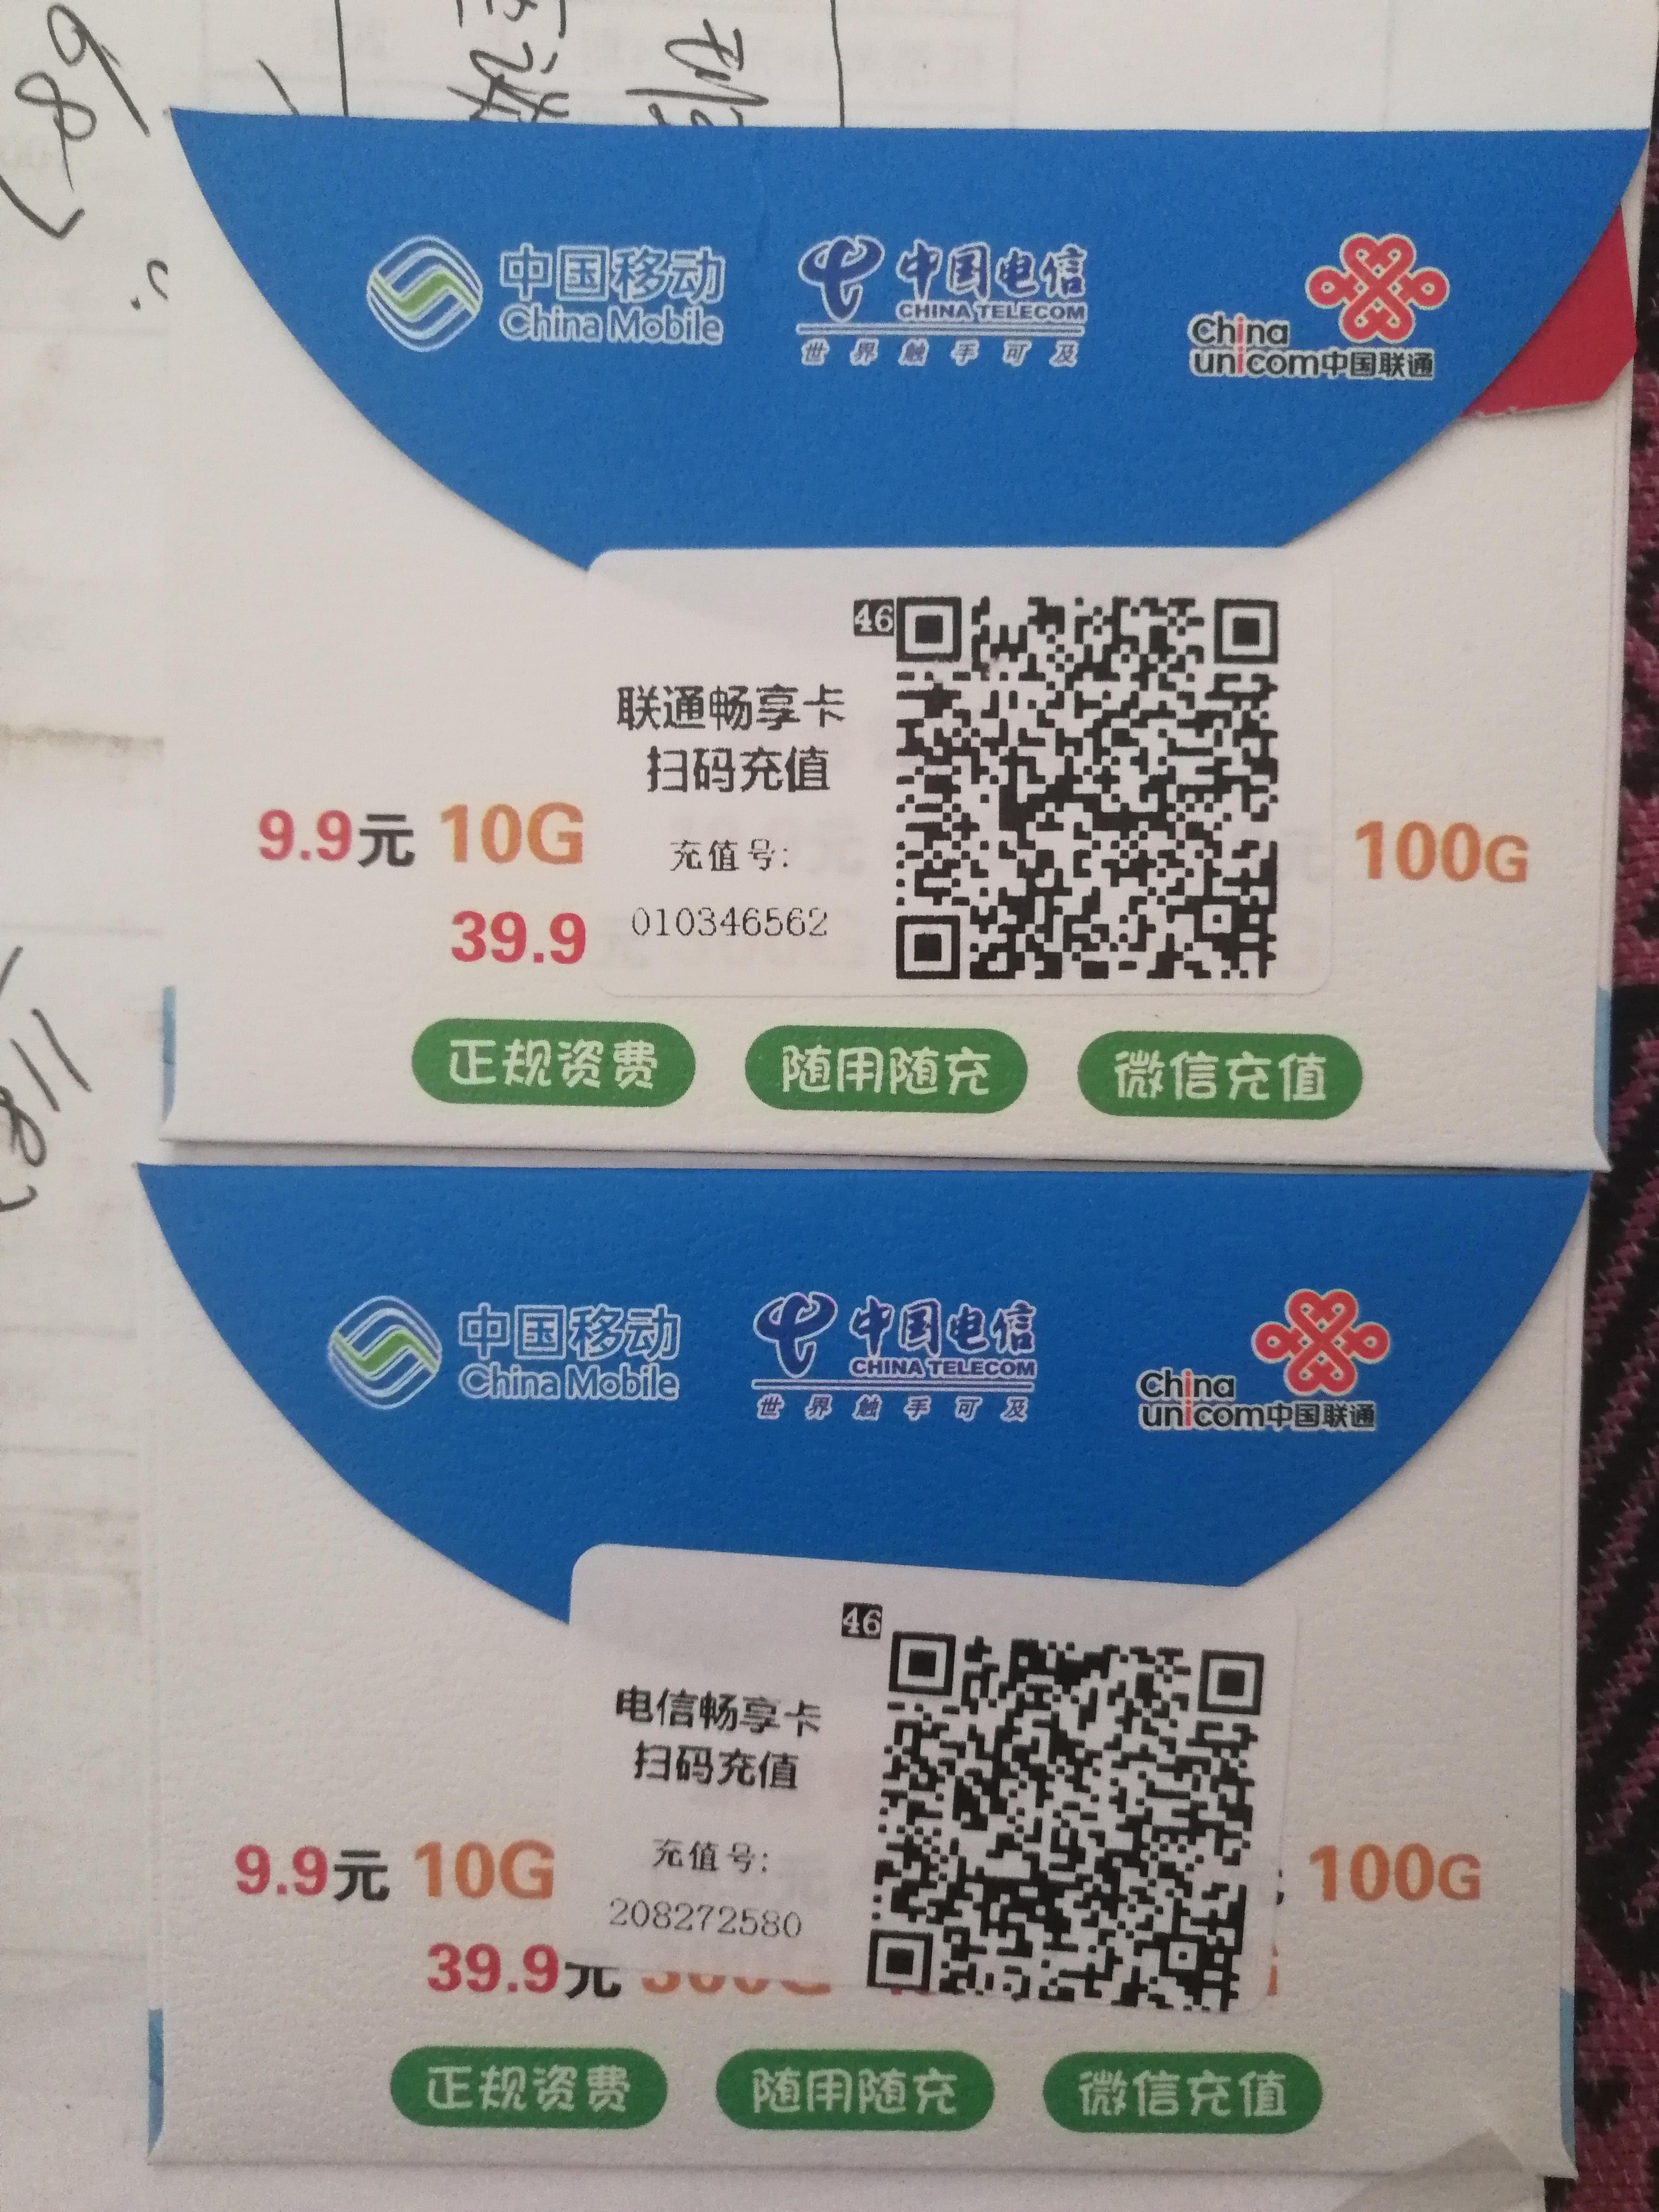 中国移动
China Mobile
中国电信
CHINA TELECOM
世界触手可及
China
unicom中国联通
46
联通畅享卡
扫码充值
9.9元 10G
充值号:
100G
39.9
010346562
正规资费
随用随充
微信充值
中国移动
China Mobile
中国电信
CHINA TELECOM
世界触手可及
China
unicom中国联通
46
电信畅享卡
扫码充值
9.9元 10G
充值号:
100G
208272580
39.9元
正规资费
随用随充
微信充值